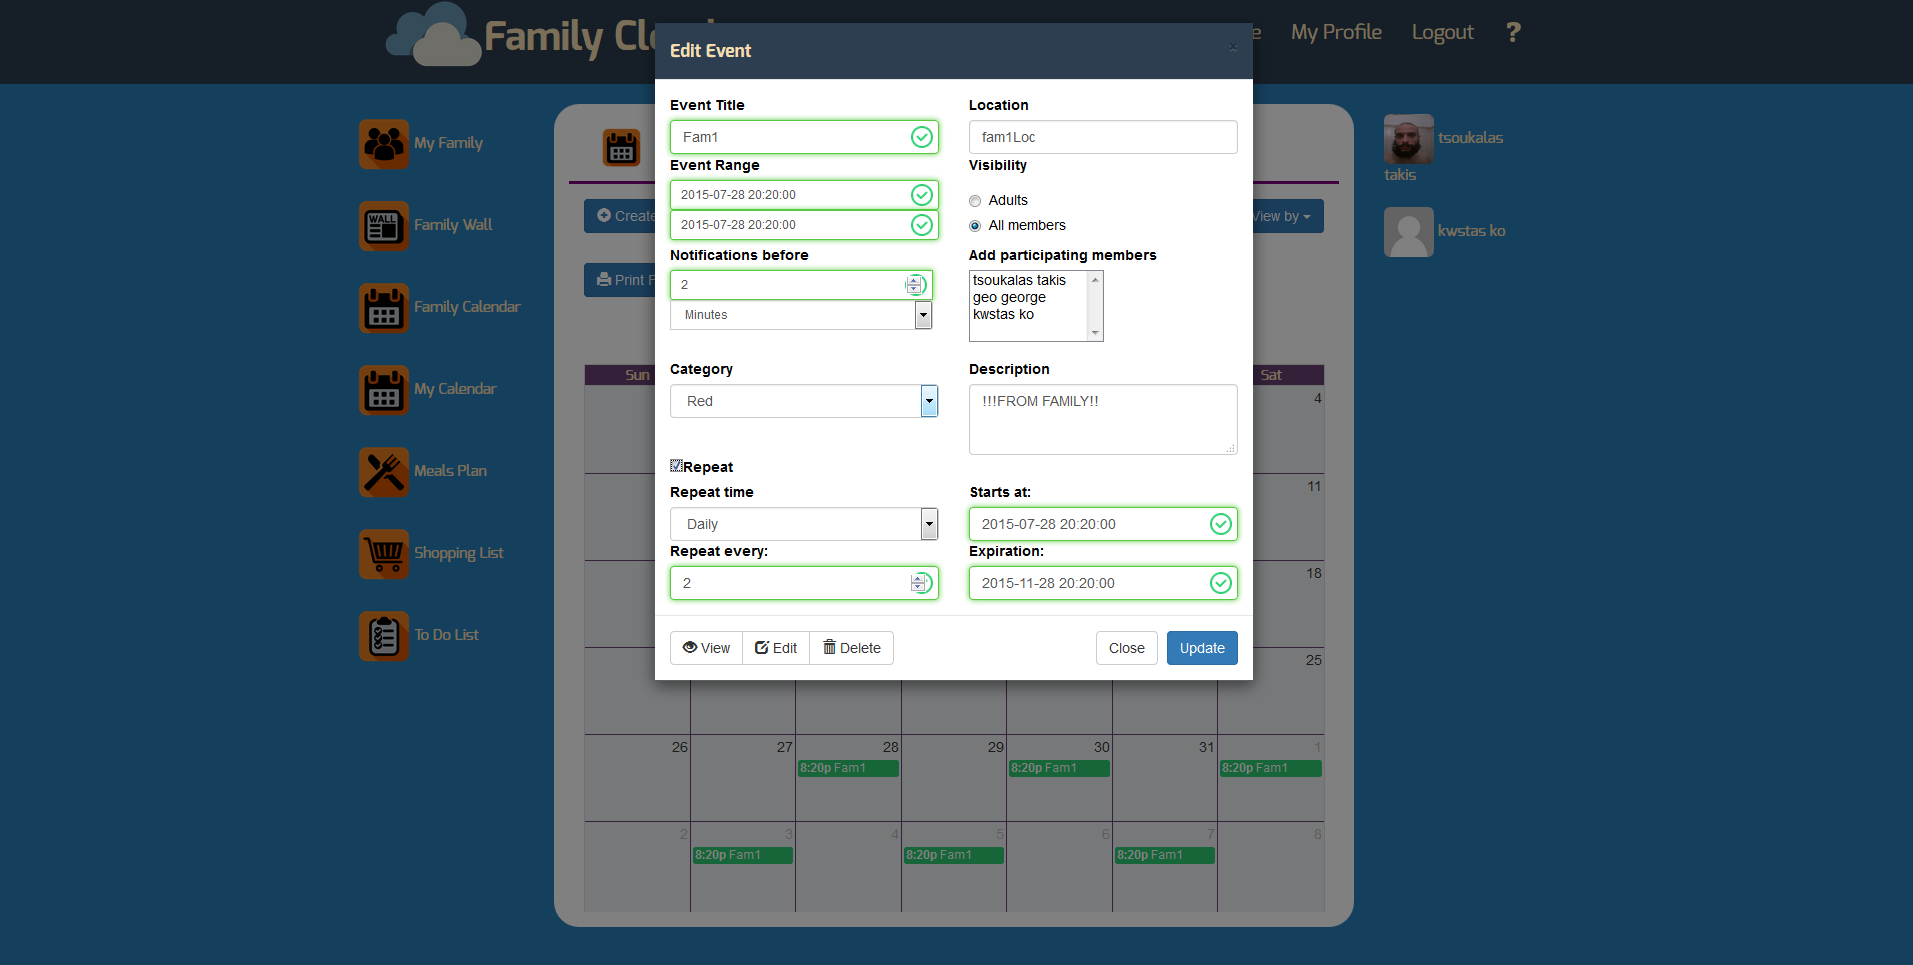 Family Cl
e
My Profile
Logout
?
Edit Event
×
Event Title
Location
Fam1
fam1Loc
Event Range
Visibility
2015-07-28 20:20:00
Adults
2015-07-28 20:20:00
All members
Notifications before
Add participating members
2
tsoukalas takis
geo george
kwstas ko
Minutes
Category
Description
Red
!!!FROM FAMILY!!
Repeat
Repeat time
Starts at:
Daily
2015-07-28 20:20:00
Repeat every:
Expiration:
2
2015-11-28 20:20:00
View
Edit
Delete
Close
Update
My Family
WALL
Family Wall
Family Calendar
My Calendar
Meals Plan
Shopping List
To Do List
Create
View by
Print F
Sun
Sat
4
11
18
25
26
27
28
29
30
31
1
8:20p Fam1
8:20p Fam1
8:20p Fam1
2
3
4
5
6
7
8
8:20p Fam1
8:20p Fam1
8:20p Fam1
tsoukalas
takis
kwstas ko